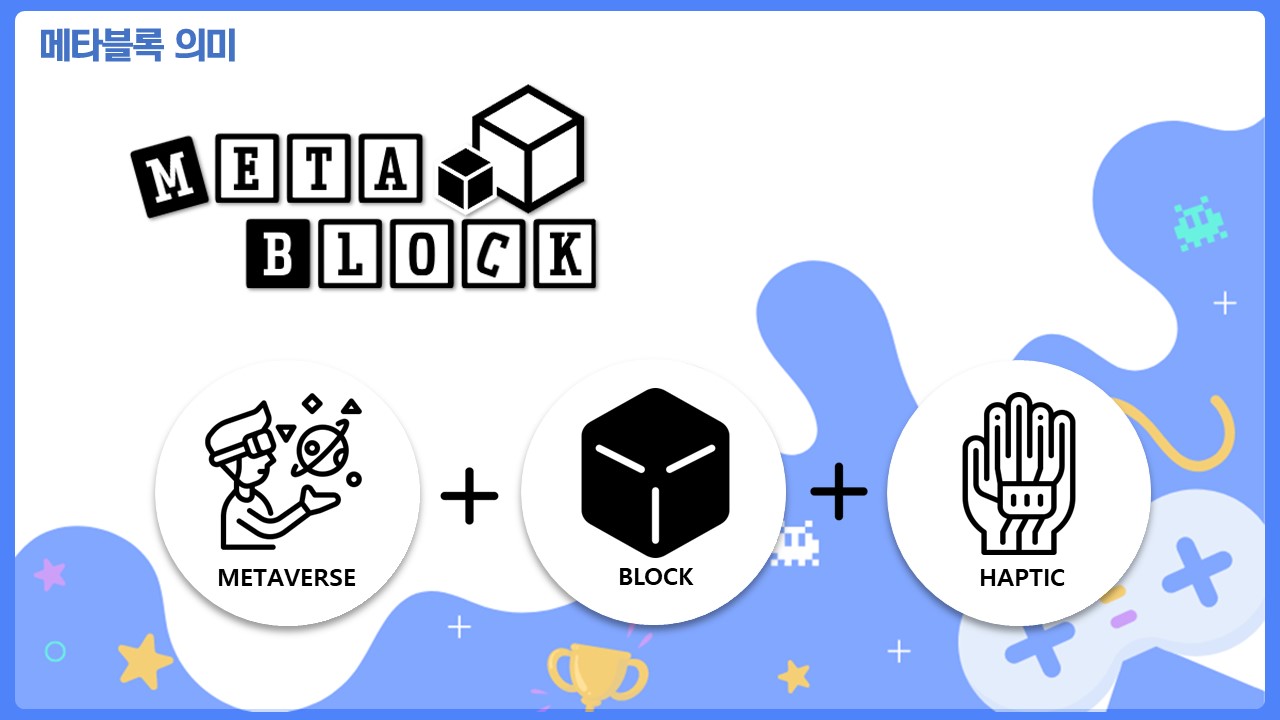 메타블록 의미
META
BLOCK
METAVERSE
BLOCK
HAPTIC